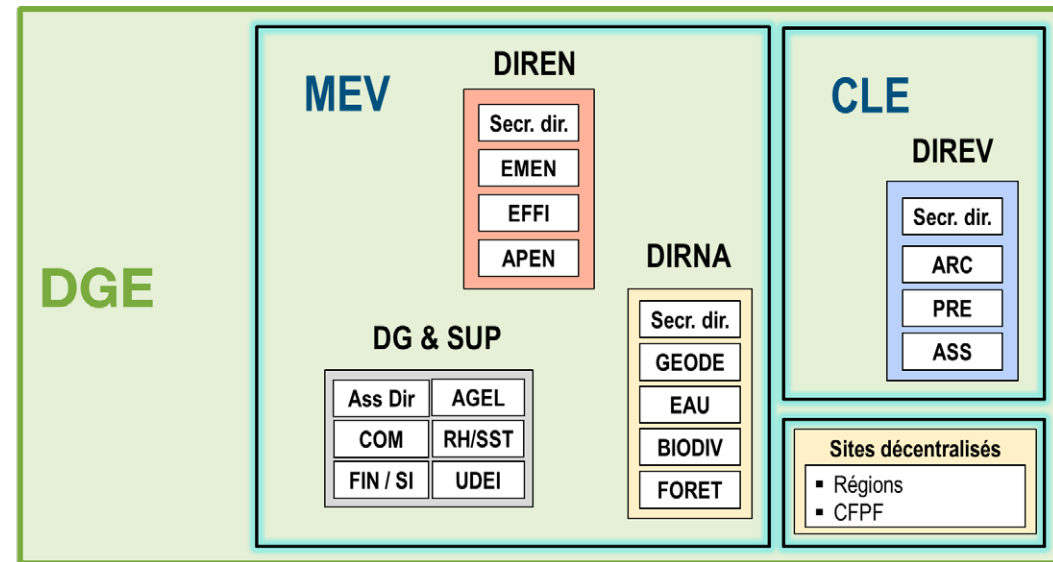 DGE
MEV
DIREN
Secr. dir.
EMEN
EFFI
APEN
DG & SUP
Ass Dir AGEL
COM RH/SST
FIN / SI UDEI
DIRNA
Secr. dir.
GEODE
EAU
BIODIV
FORET
CLE
DIREV
Secr. dir.
ARC
PRE
ASS
Sites décentralisés
▪ Régions
▪ CFPF